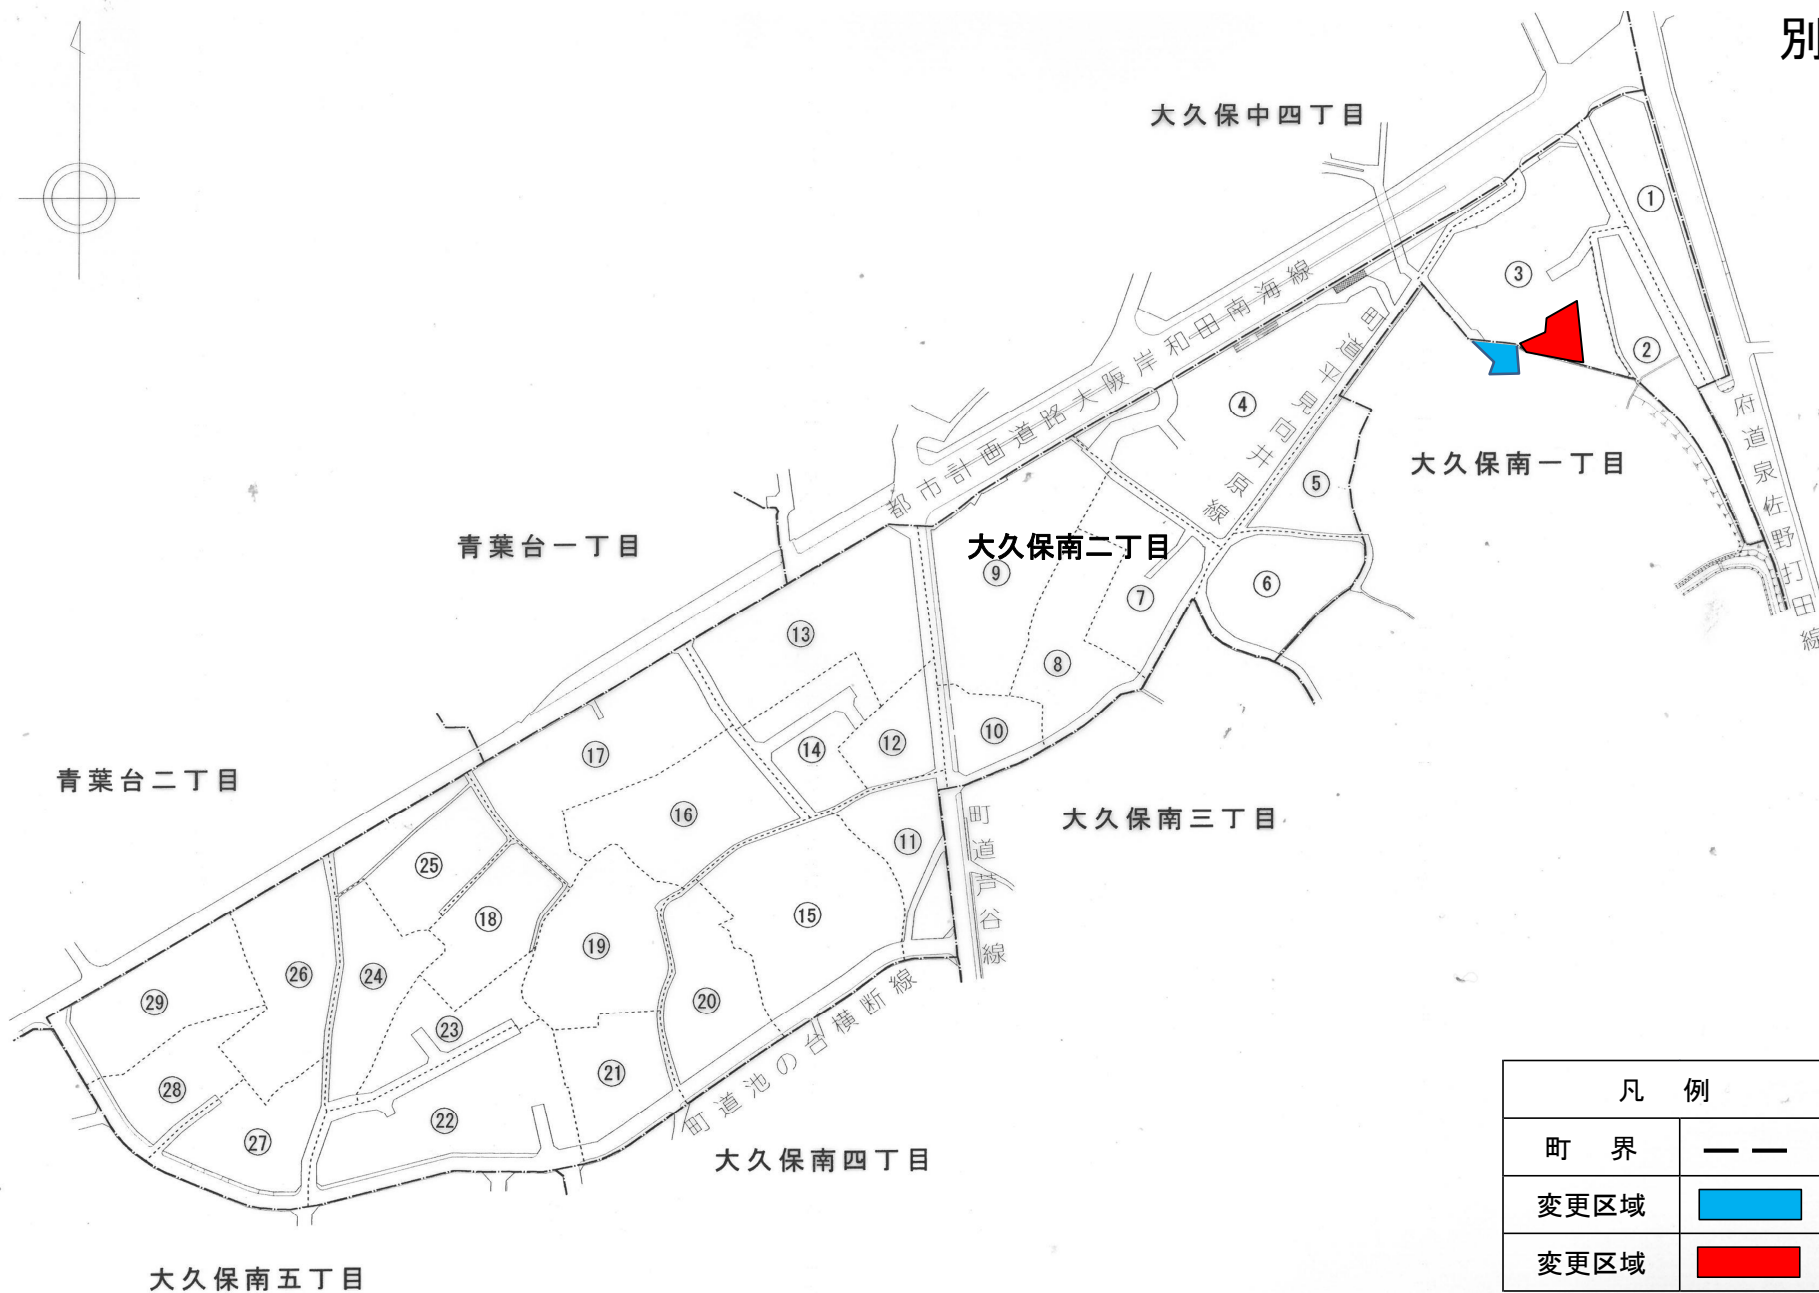 別
大久保中四丁目
①
③
②
都市計画道路大阪岸和田南海線
町道平見向井原線
④
府道泉佐野打田線
大久保南一丁目
⑤
青葉台一丁目
大久保南二丁目
⑨
⑥
⑦
⑬
⑧
⑩
⑫
⑭
⑰
青葉台二丁目
⑯
町道芦谷線
大久保南三丁目
⑪
㉕
⑱
⑮
⑲
㉖
㉔
㉙
⑳
㉓
町道池の台横断線
㉑
㉘
㉒
㉗
大久保南四丁目
大久保南五丁目
凡 例
町 界
変更区域
変更区域